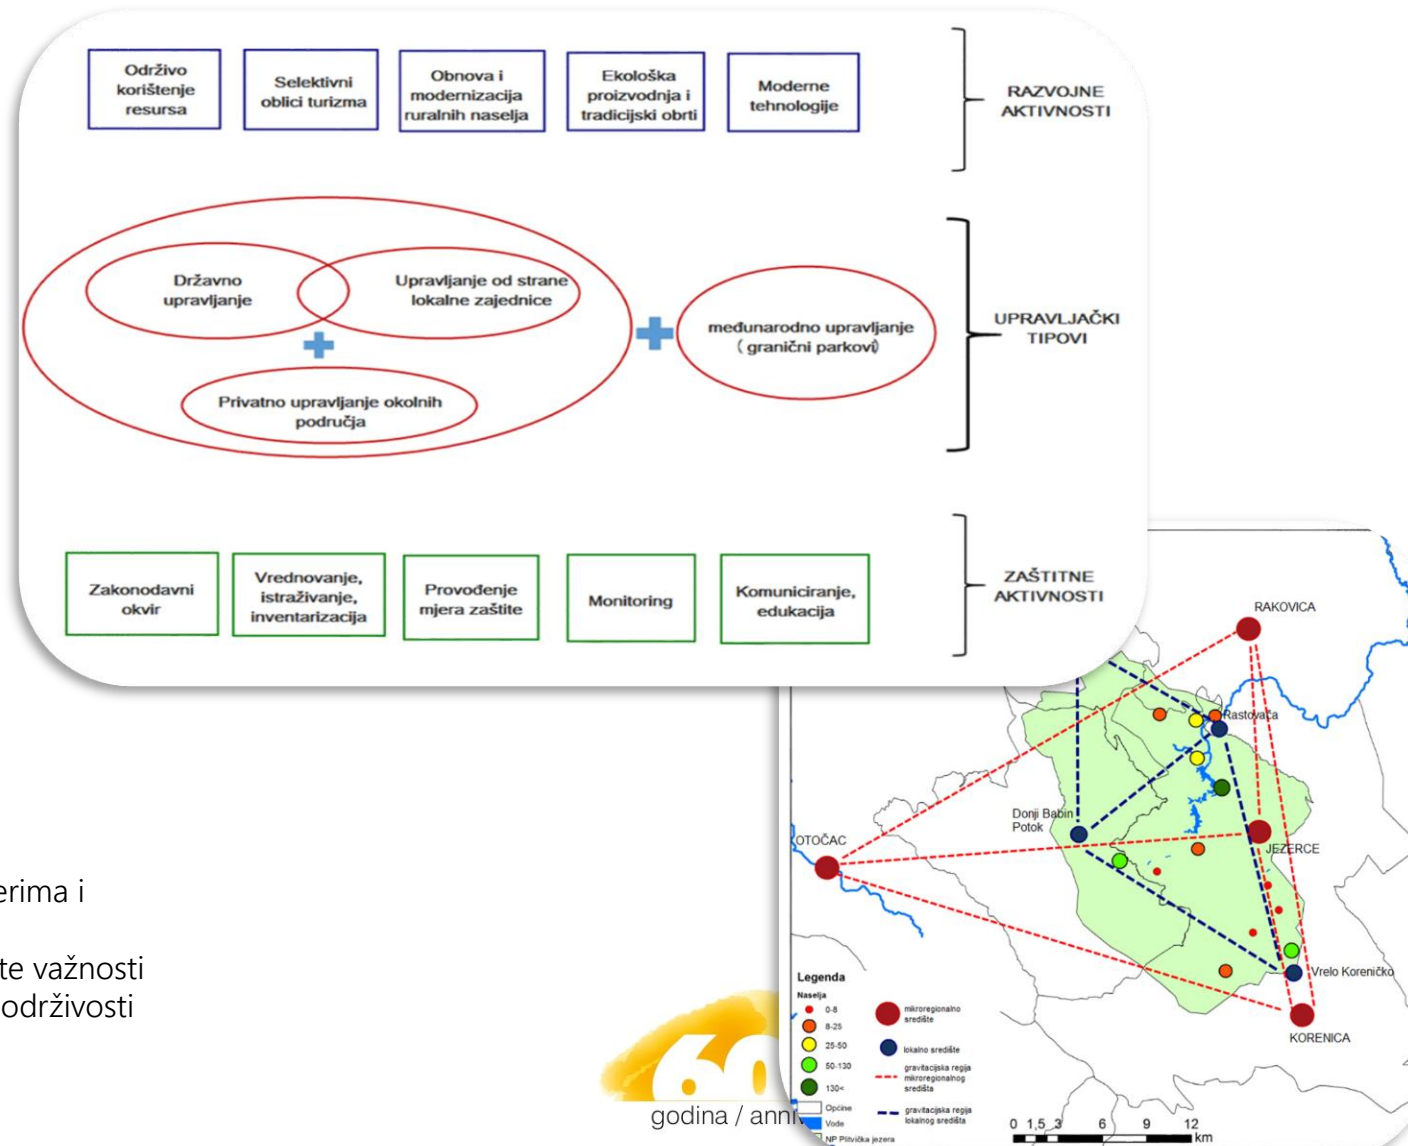 Održivo
korištenje
resursa
Selektivni
oblici turizma
Obnova i
modernizacija
ruralnih naselja
Ekološka
proizvodnja i
tradicijski obrti
Moderne
tehnologije
RAZVOJNE
AKTIVNOSTI
Državno
upravljanje
Upravljanje od strane
lokalne zajednice
Privatno upravljanje okolnih
područja
međunarodno upravljanje
( granični parkovi)
UPRAVLJAČKI
TIPOVI
Zakonodavni
okvir
Vrednovanje,
istraživanje,
inventarizacija
Provođenje
mjera zaštite
Monitoring
Komuniciranje,
edukacija
ZAŠTITNE
AKTIVNOSTI
RAKOVICA
Rastovača
Donji Babin
Potok
OTOČAC
JEZERCE
Vrelo Koreničko
KORENICA
Legenda
Naselja
0-8
8-25
25-50
50-130
130<
Općine
Vode
NP Plitvička jezera
mikroregionalno
središte
lokalno središte
gravitacijska regija
mikroregionalnog
središta
gravitacijska regija
lokalnog središta
0 1,5 3 6 9 12
km
erima i
te važnosti
održivosti
60
godina / anni